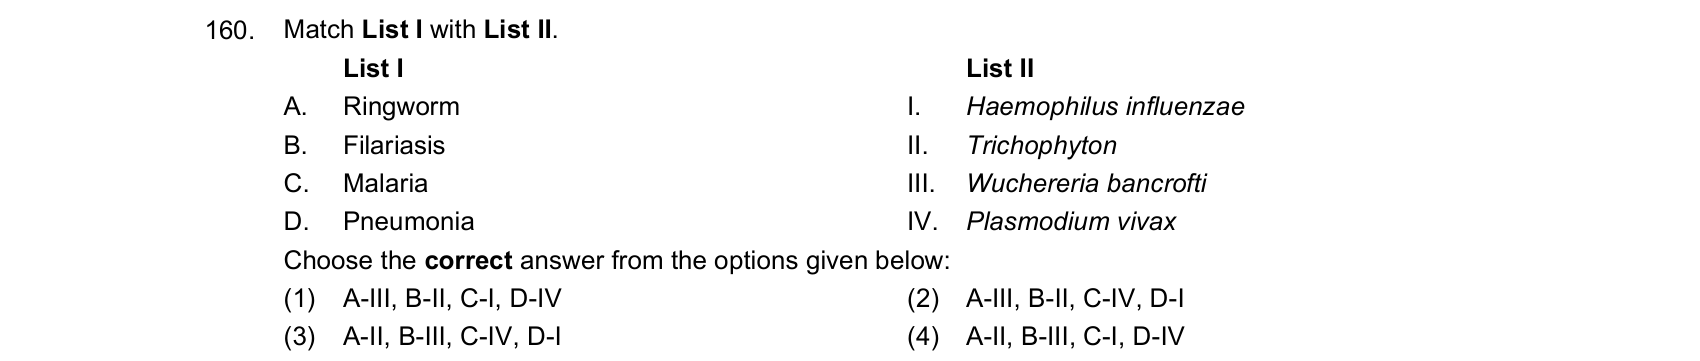 160. Match List I with List II.
List I List II
A. Ringworm I. Haemophilus influenzae
B. Filariasis II. Trichophyton
C. Malaria III. Wuchereria bancrofti
D. Pneumonia IV. Plasmodium vivax
Choose the correct answer from the options given below:
(1) A-III, B-II, C-I, D-IV (2) A-III, B-II, C-IV, D-I
(3) A-II, B-III, C-IV, D-I (4) A-II, B-III, C-I, D-IV